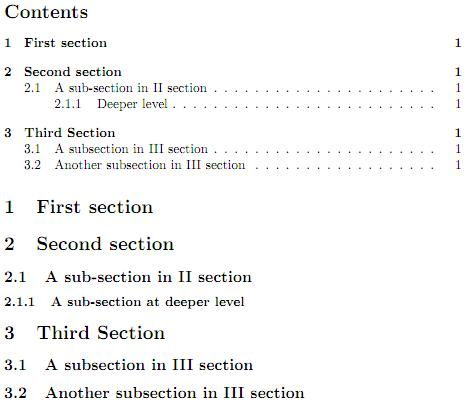 Contents
1 First section 1
2 Second section 1
2.1 A sub-section in II section . . . . . . . . . . . . . . . . . . . . . . . . 1
2.1.1 Deeper level . . . . . . . . . . . . . . . . . . . . . . . . . . . 1
3 Third Section 1
3.1 A subsection in III section . . . . . . . . . . . . . . . . . . . . . . . . 1
3.2 Another subsection in III section . . . . . . . . . . . . . . . . . . . 1
1 First section
2 Second section
2.1 A sub-section in II section
2.1.1 A sub-section at deeper level
3 Third Section
3.1 A subsection in III section
3.2 Another subsection in III section